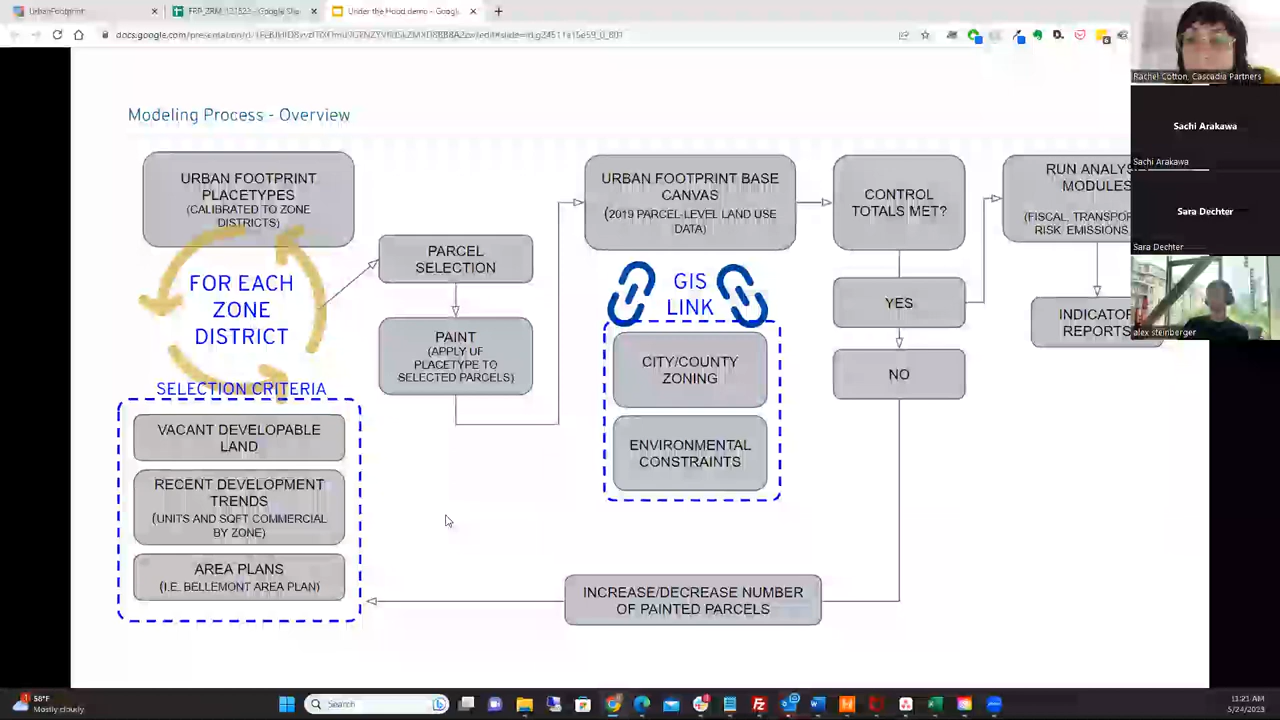 UrbanFootprint
Under the Hood demo - Google
Modeling Process - Overview
URBAN FOOTPRINT
PLACETYPES
(CALIBRATED TO ZONE
DISTRICTS)
FOR EACH
ZONE
DISTRICT
SELECTION CRITERIA
VACANT DEVELOPABLE
LAND
RECENT DEVELOPMENT
TRENDS
(UNITS AND SQFT COMMERCIAL
BY ZONE)
AREA PLANS
(I.E. BELLEMONT AREA PLAN)
PARCEL
SELECTION
PAINT
(APPLY UF
PLACETYPE TO
SELECTED PARCELS)
URBAN FOOTPRINT BASE
CANVAS
(2019 PARCEL-LEVEL LAND USE
DATA)
GIS
LINK
CITY/COUNTY
ZONING
ENVIRONMENTAL
CONSTRAINTS
CONTROL
TOTALS MET?
YES
NO
INCREASE/DECREASE NUMBER
OF PAINTED PARCELS
RUN ANALYS
MODULES
(FISCAL, TRANSPOR
RISK, EMISSIONS
INDICATOR
REPORTS
Rachel Cotton, Cascadia Partners
Sachi Arakawa
Sachi Arakawa
Sara Dechter
Sara Dechter
alex steinberger
58°F
Mostly cloudy
Search
11:21 AM
5/24/2023